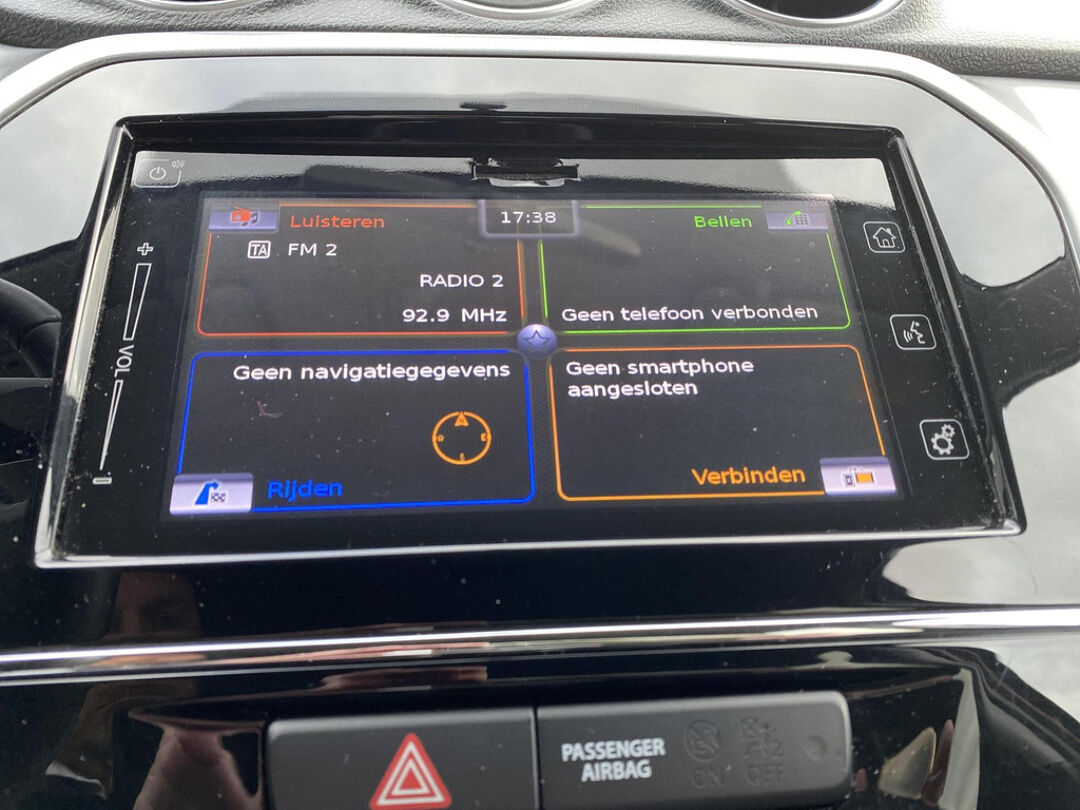 Luisteren
17:38
Bellen
TA FM 2
RADIO 2
92.9 MHz
Geen telefoon verbonden
VOL
Geen navigatiegegevens
Geen smartphone
aangesloten
Rijden
Verbinden
PASSENGER
AIRBAG
ON
OFF